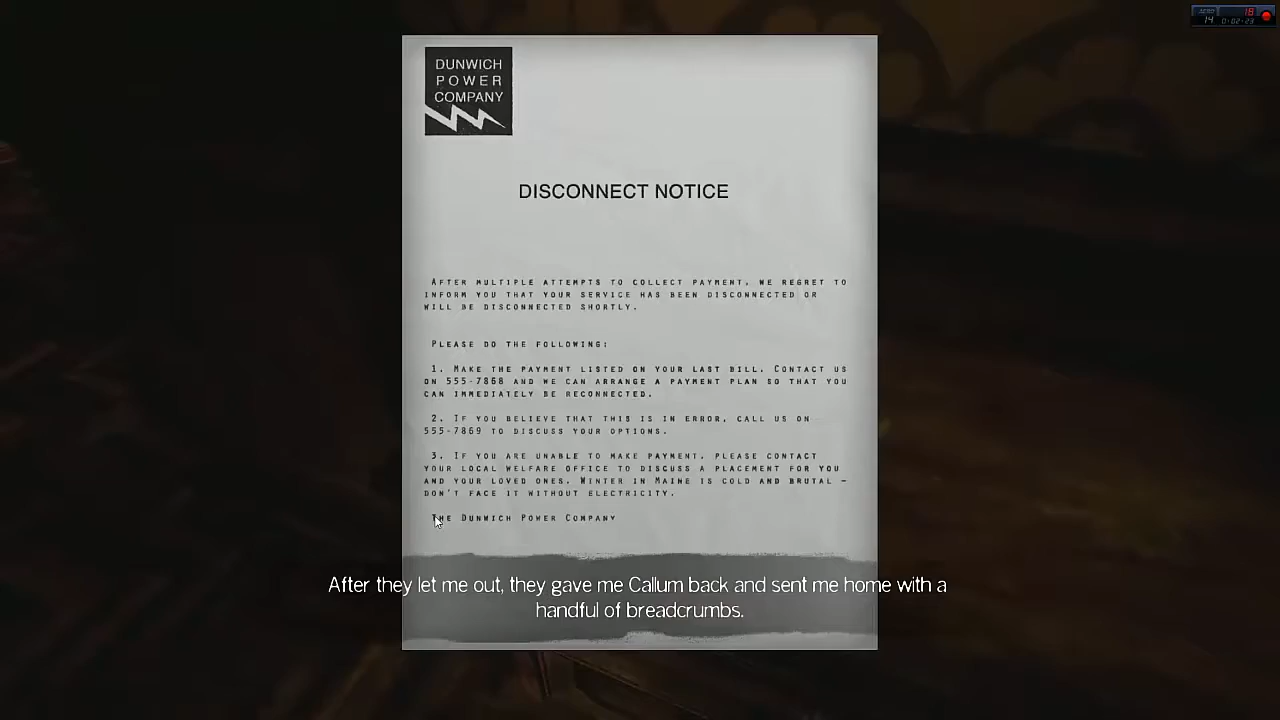 DUNWICH
POWER
COMPANY
DISCONNECT NOTICE
AFTER MULTIPLE ATTEMPTS TO COLLECT PAYMENT, WE REGRET TO
INFORM YOU THAT YOUR SERVICE HAS BEEN DISCONNECTED OR
WILL BE DISCONNECTED SHORTLY.
PLEASE DO THE FOLLOWING:
1. MAKE THE PAYMENT LISTED ON YOUR LAST BILL. CONTACT US
ON 555-7868 AND WE CAN ARRANGE A PAYMENT PLAN SO THAT YOU
CAN IMMEDIATELY BE RECONNECTED.
2. IF YOU BELIEVE THAT THIS IS IN ERROR, CALL US ON
555-7869 TO DISCUSS YOUR OPTIONS.
3. IF YOU ARE UNABLE TO MAKE PAYMENT, PLEASE CONTACT
YOUR LOCAL WELFARE OFFICE TO DISCUSS A PLACEMENT FOR YOU
AND YOUR LOVED ONES. WINTER IN MAINE IS COLD AND BRUTAL –
DON'T FACE IT WITHOUT ELECTRICITY.
THE DUNWICH POWER COMPANY
After they let me out, they gave me Callum back and sent me home with a
handful of breadcrumbs.